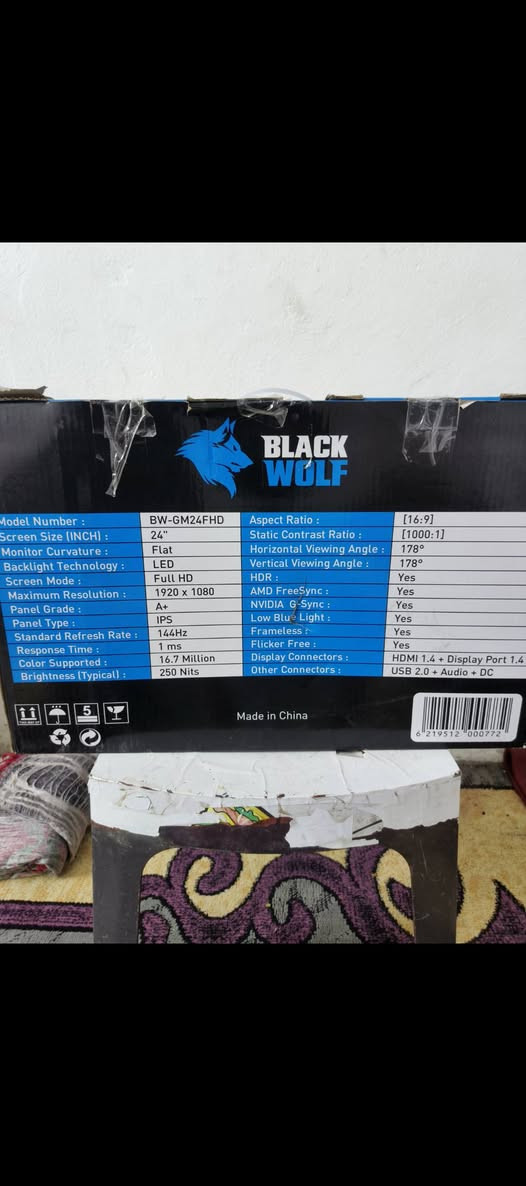 BLACK
WOLF
Model Number : BW-GM24FHD
Screen Size (INCH) : 24"
Monitor Curvature : Flat
Backlight Technology : LED
Screen Mode : Full HD
Maximum Resolution : 1920 x 1080
Panel Grade : A+
Panel Type : IPS
Standard Refresh Rate : 144Hz
Response Time : 1 ms
Color Supported : 16.7 Million
Brightness (Typical) : 250 Nits
Aspect Ratio : [16:9]
Static Contrast Ratio : [1000:1]
Horizontal Viewing Angle : 178°
Vertical Viewing Angle : 178°
HDR : Yes
AMD FreeSync : Yes
NVIDIA G-Sync : Yes
Low Blue Light : Yes
Frameless : Yes
Flicker Free : Yes
Display Connectors : HDMI 1.4 + Display Port 1.4
Other Connectors : USB 2.0 + Audio + DC
5
Made in China
6 219512 000772